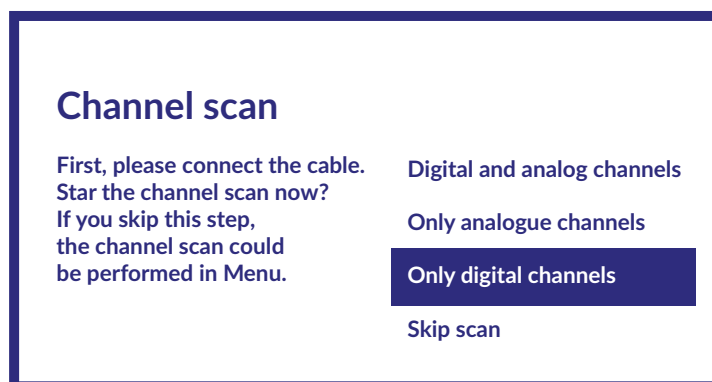 Channel scan
First, please connect the cable.
Star the channel scan now?
If you skip this step,
the channel scan could
be performed in Menu.
Digital and analog channels
Only analogue channels
Only digital channels
Skip scan